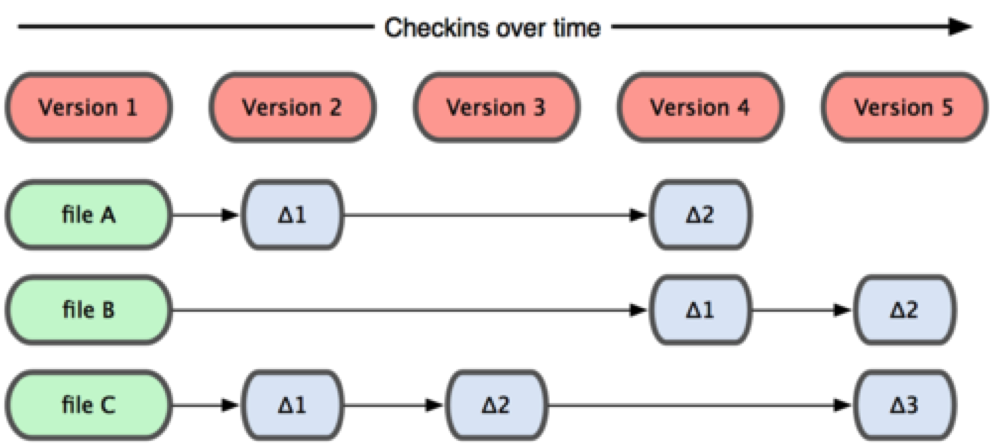 Checkins over time
Version 1 Version 2 Version 3 Version 4 Version 5
file A Δ1 Δ2
file B Δ1 Δ2
file C Δ1 Δ2 Δ3